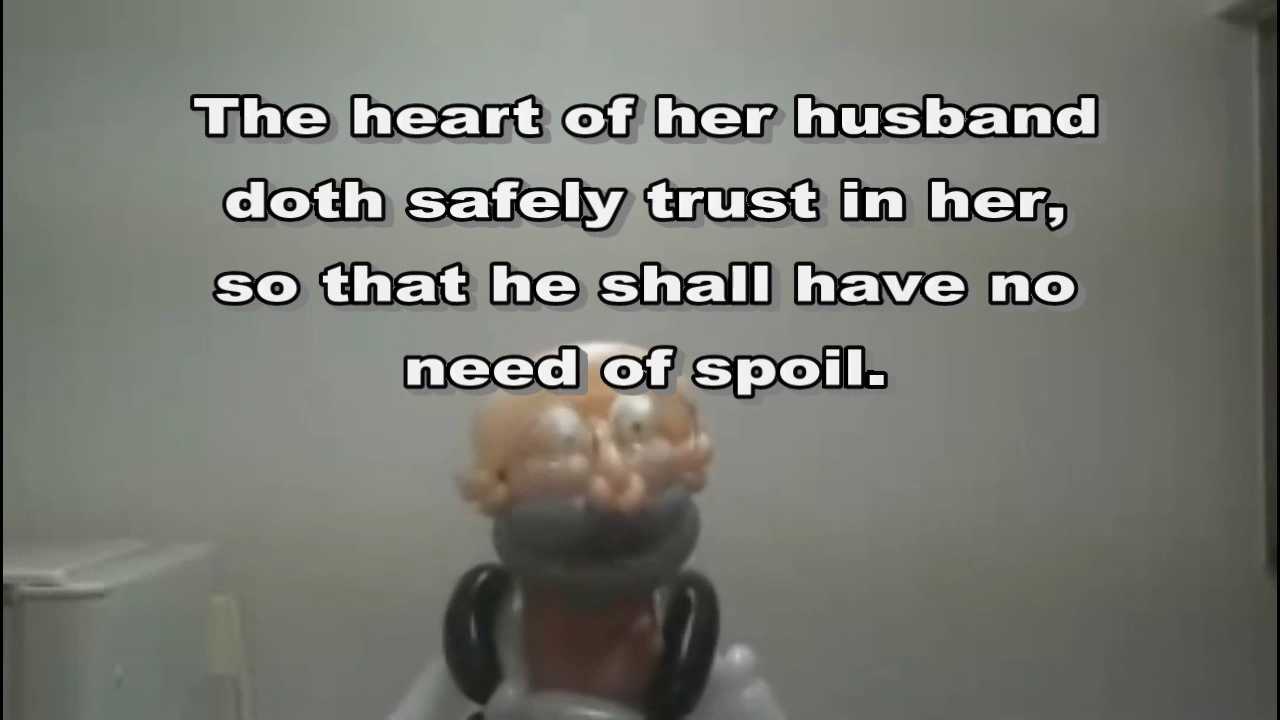 The heart of her husband
doth safely trust in her,
so that he shall have no
need of spoil.